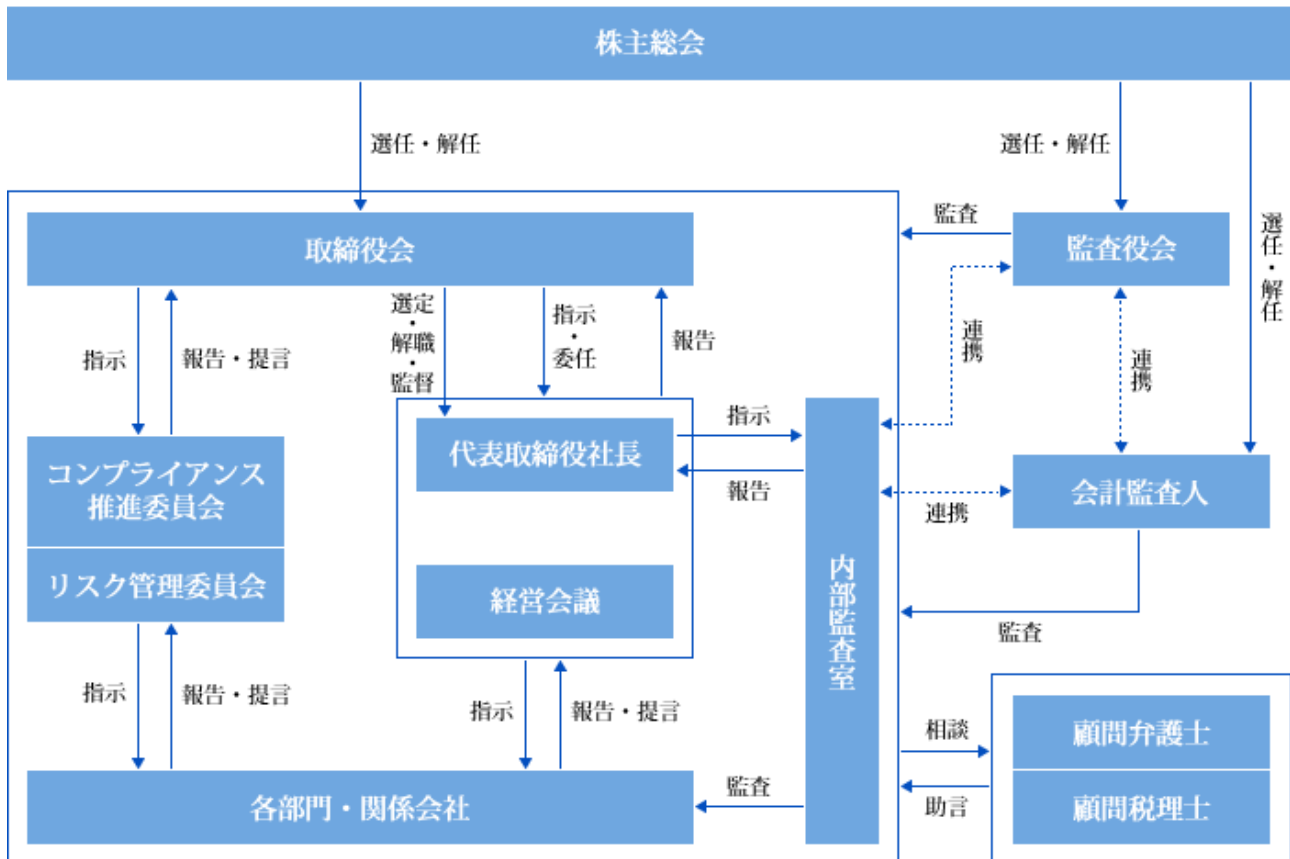 株主総会
選任・解任
選任・解任
選任・解任
取締役会
監査
監査役会
指示
報告・提言
選定
・
解職
・
監督
指示
・
委任
報告
連携
連携
コンプライアンス
推進委員会
リスク管理委員会
代表取締役社長
経営会議
指示
報告
内部監査室
連携
会計監査人
監査
指示
報告・提言
指示
報告・提言
各部門・関係会社
監査
相談
助言
顧問弁護士
顧問税理士